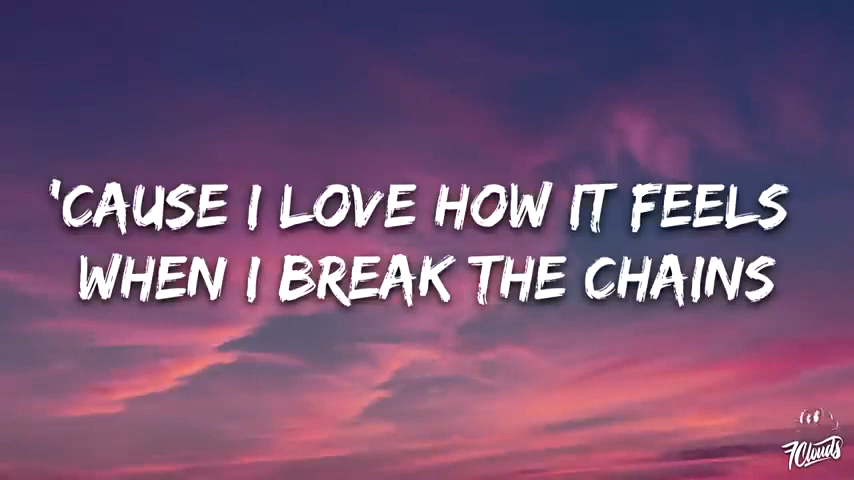 'CAUSE I LOVE HOW IT FEELS
WHEN I BREAK THE CHAINS
7Clouds